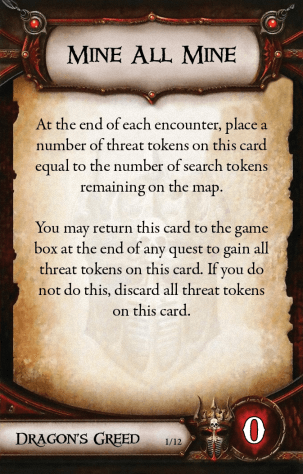 Mine All Mine
At the end of each encounter, place a
number of threat tokens on this card
equal to the number of search tokens
remaining on the map.
You may return this card to the game
box at the end of any quest to gain all
threat tokens on this card. If you do
not do this, discard all threat tokens
on this card.
Dragon's Greed 1/12 0